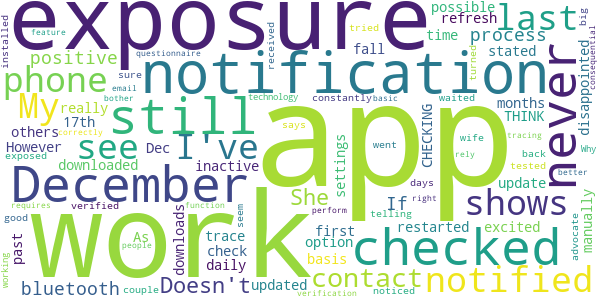 exposure last possible refresh feature
installed received tried big
questionnaire fall time process
positive
phone notification stated
sure turned waited
My really still never disappointed
others 17th constantly basic months
However Dec email bother THINK
exposed downloaded see I've app CHECKING
technology wife tracing Why
inactive settings says went rely back
December She shows update
verified If tested better
good As downloads days right manually
function seem telling restarted excited
requires perform first
past trace option checked
work check daily basis advocate
people
bluetooth Doesn't contact notified
working couple updated verification noticed
correctly consequential